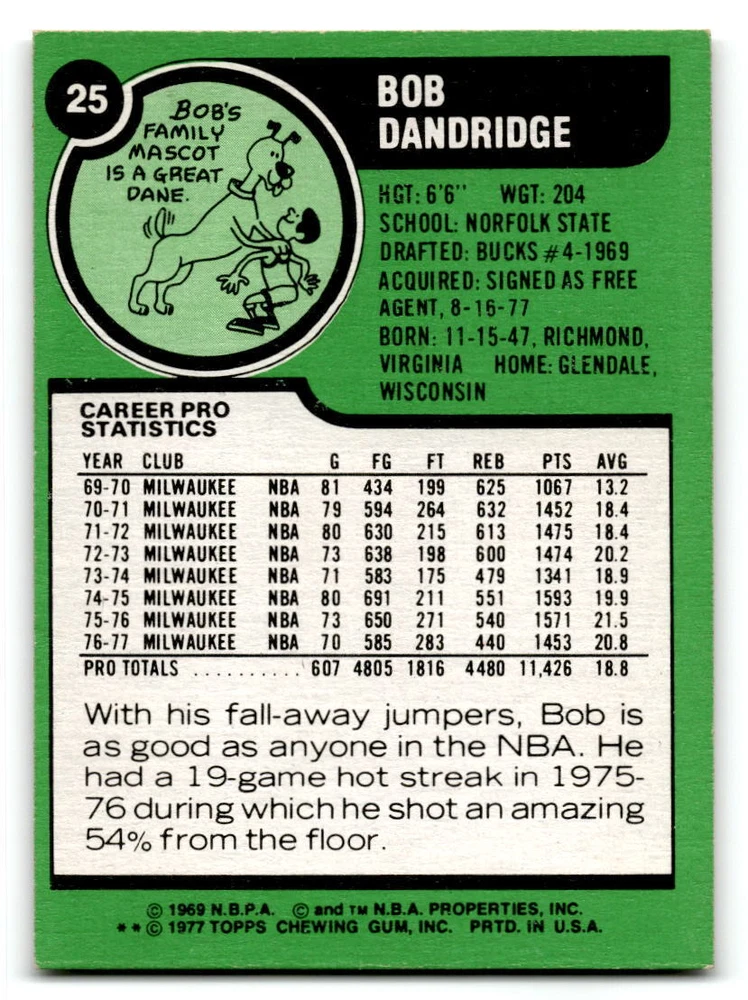 25
BOB'S
FAMILY
MASCOT
IS A GREAT
DANE.
BOB
DANDRIDGE
HGT: 6'6" WGT: 204
SCHOOL: NORFOLK STATE
DRAFTED: BUCKS #4-1969
ACQUIRED: SIGNED AS FREE
AGENT, 8-16-77
BORN: 11-15-47, RICHMOND,
VIRGINIA HOME: GLENDALE,
WISCONSIN
CAREER PRO
STATISTICS
YEAR CLUB G FG FT REB PTS AVG
69-70 MILWAUKEE NBA 81 434 199 625 1067 13.2
70-71 MILWAUKEE NBA 79 594 264 632 1452 18.4
71-72 MILWAUKEE NBA 80 630 215 613 1475 18.4
72-73 MILWAUKEE NBA 73 638 198 600 1474 20.2
73-74 MILWAUKEE NBA 71 583 175 479 1341 18.9
74-75 MILWAUKEE NBA 80 691 211 551 1593 19.9
75-76 MILWAUKEE NBA 73 650 271 540 1571 21.5
76-77 MILWAUKEE NBA 70 585 283 440 1453 20.8
PRO TOTALS .......... 607 4805 1816 4480 11,426 18.8
With his fall-away jumpers, Bob is
as good as anyone in the NBA. He
had a 19-game hot streak in 1975-
76 during which he shot an amazing
54% from the floor.
© 1969 N.B.P.A. © and TM N.B.A. PROPERTIES, INC.
**© 1977 TOPPS CHEWING GUM, INC. PRTD. IN U.S.A.